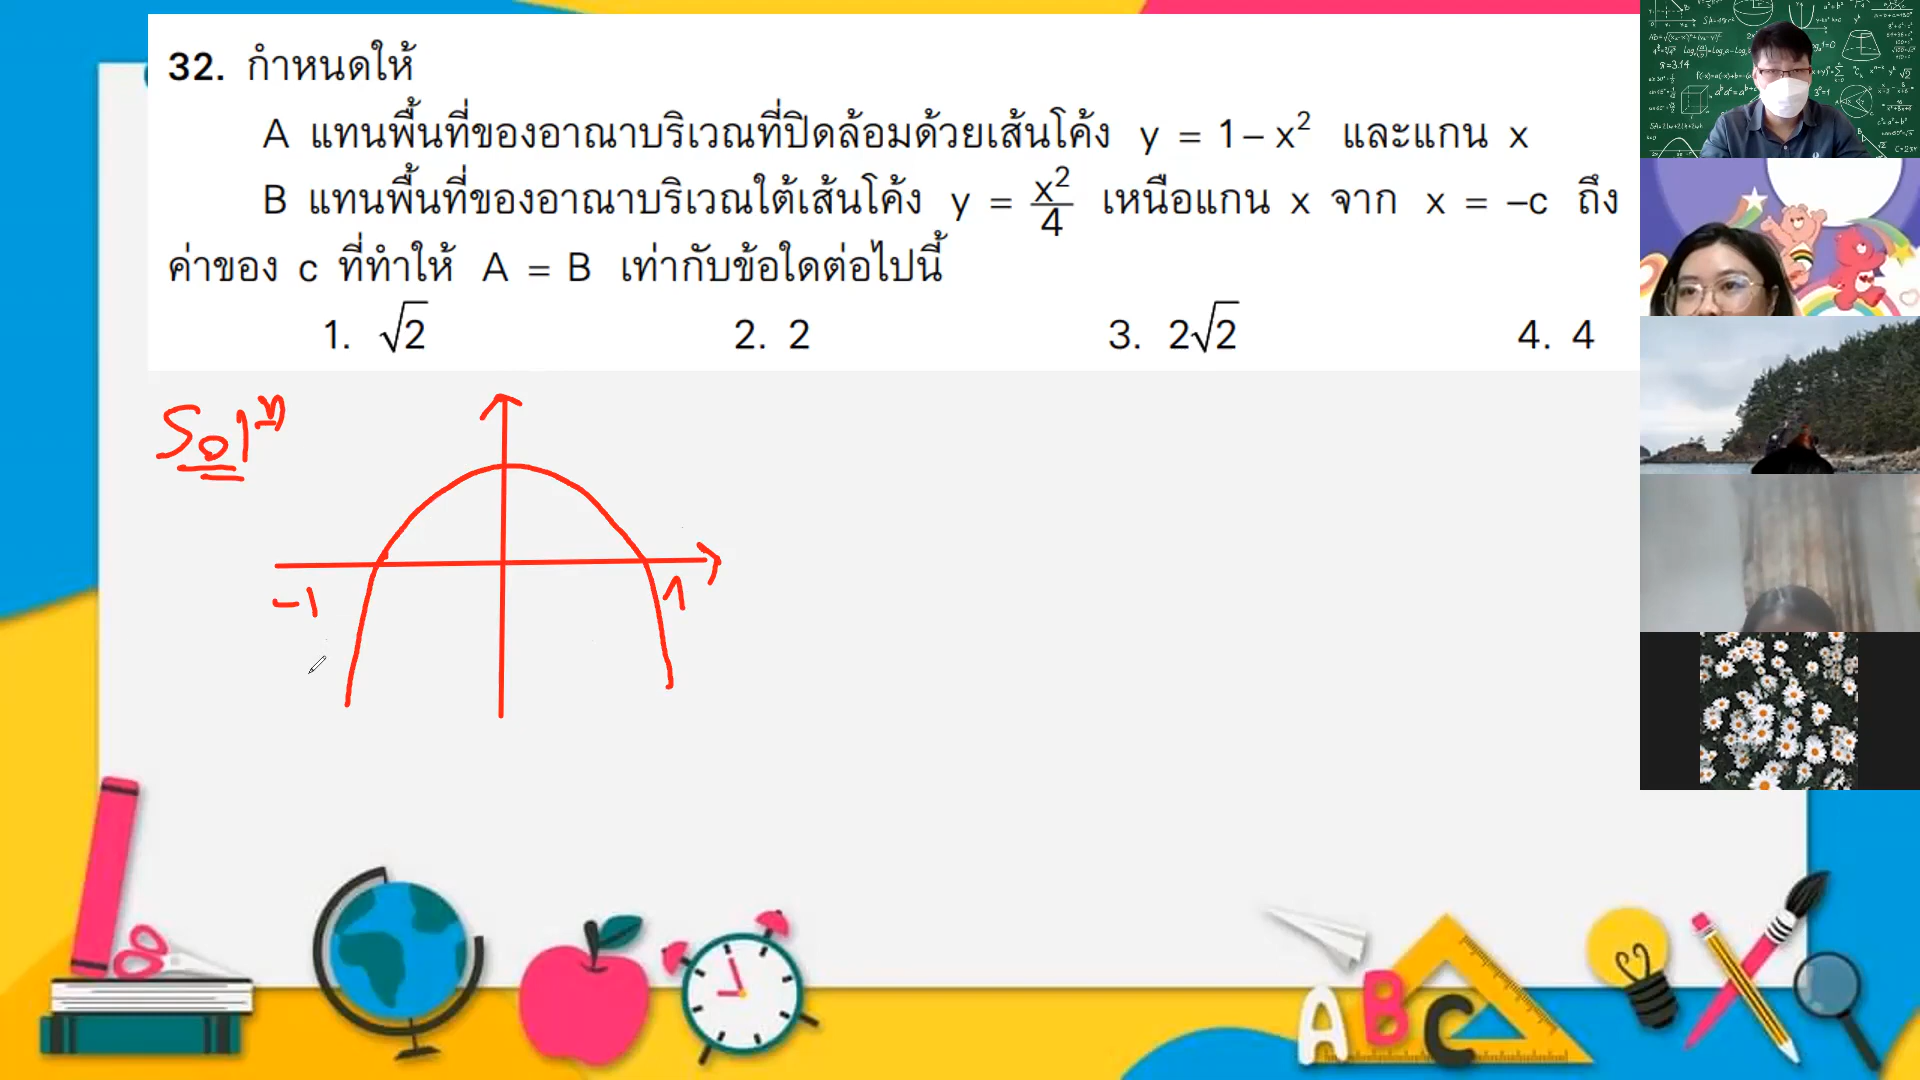 32. กำหนดให้
A แทนพื้นที่ของอาณาบริเวณที่ปิดล้อมด้วยเส้นโค้ง y = 1 – x² และแกน x
B แทนพื้นที่ของอาณาบริเวณใต้เส้นโค้ง y = x²/4 เหนือแกน x จาก x = –c ถึง
ค่าของ c ที่ทำให้ A = B เท่ากับข้อใดต่อไปนี้
1. √2 2. 2 3. 2√2 4. 4
Solⁿ
-1 1
A B C